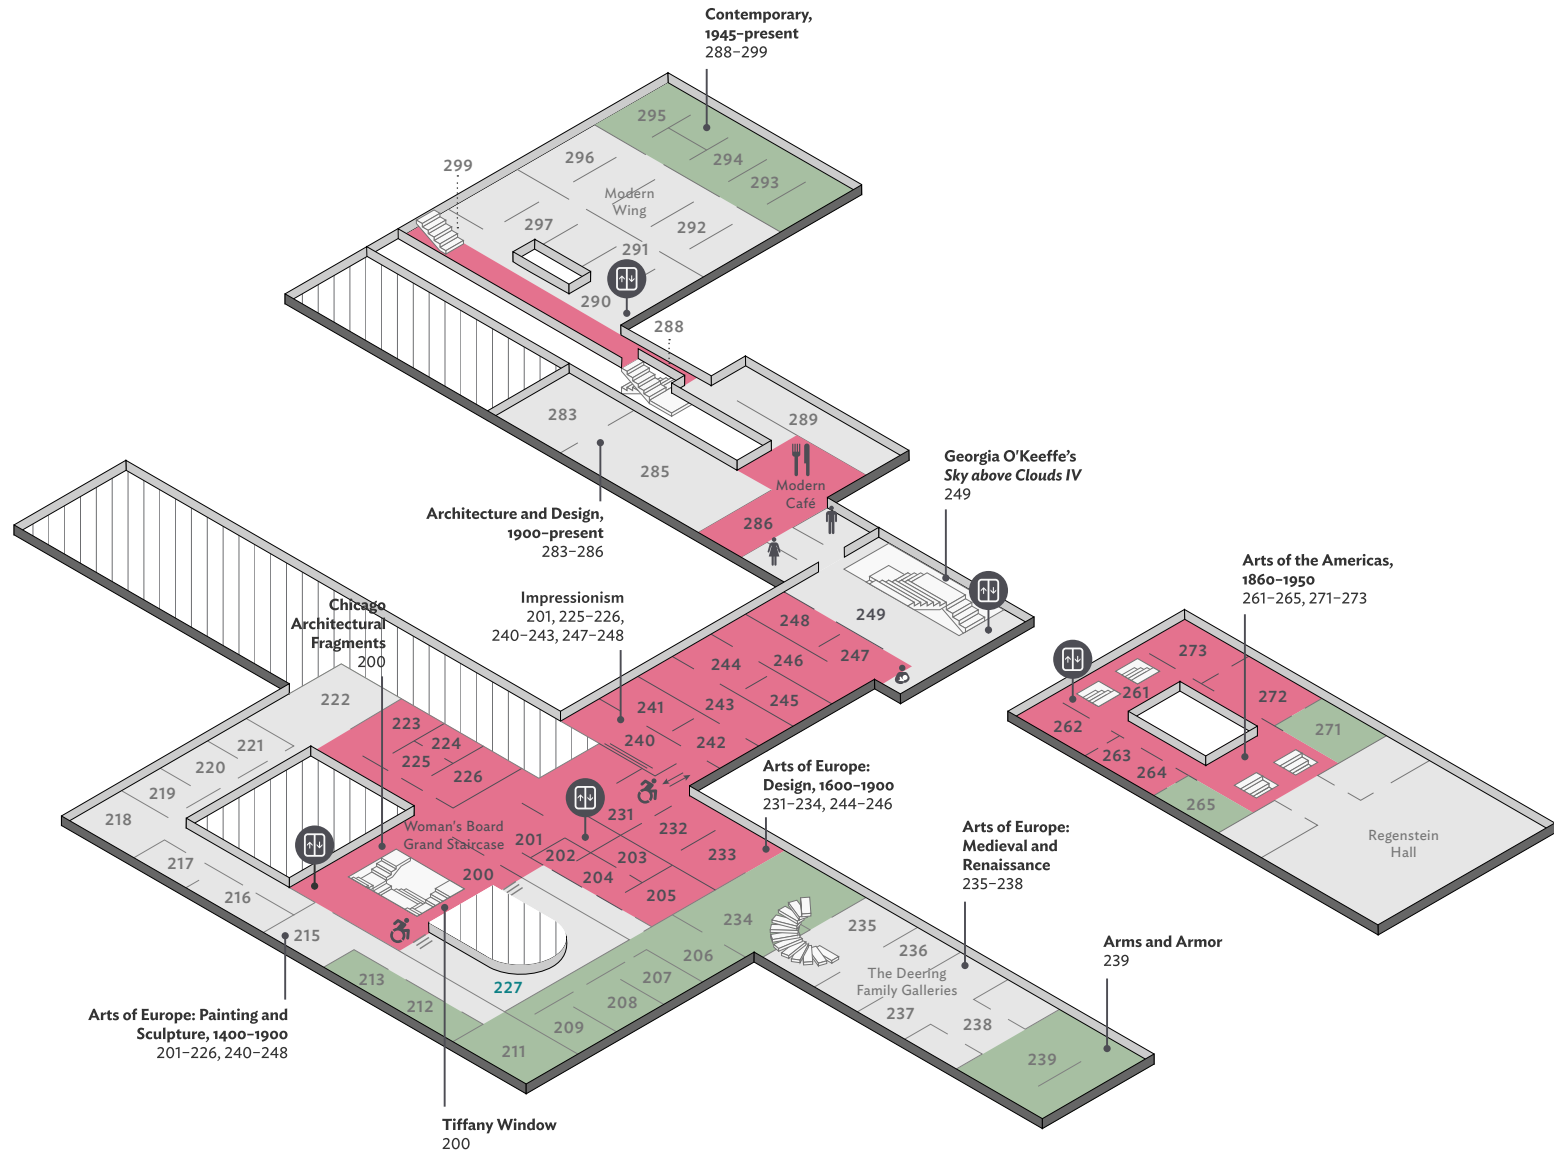 Contemporary,
1945–present
288–299
295
294
293
296
299
Modern
Wing
297
292
291
290
288
283
289
285
Modern
Café
286
Architecture and Design,
1900–present
283–286
Georgia O'Keeffe's
Sky above Clouds IV
249
Arts of the Americas,
1860–1950
261–265, 271–273
Impressionism
201, 225–226,
240–243, 247–248
Chicago
Architectural
Fragments
200
249
248
247
246
245
244
243
242
241
240
273
272
261
262
263
264
271
265
Regenstein
Hall
222
223
224
225
226
221
220
219
218
217
216
215
213
212
211
Woman's Board
Grand Staircase
201
200
202
203
204
205
231
232
233
Arts of Europe:
Design, 1600–1900
231–234, 244–246
Arts of Europe:
Medieval and
Renaissance
235–238
234
206
207
208
209
227
235
236
The Deering
Family Galleries
237
238
239
Arms and Armor
239
Arts of Europe: Painting and
Sculpture, 1400–1900
201–226, 240–248
Tiffany Window
200